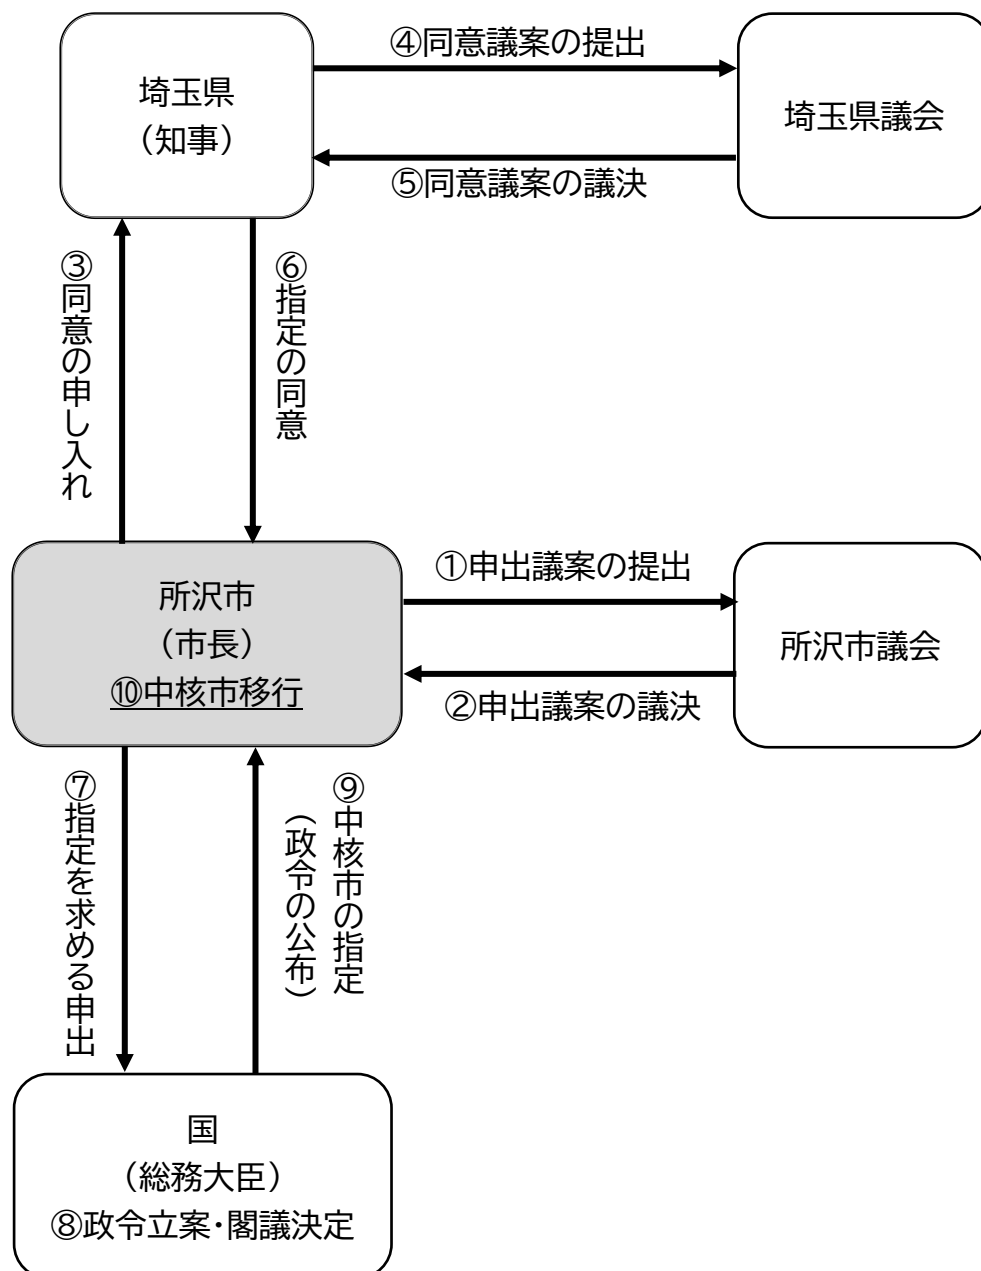 ④同意議案の提出
埼玉県
（知事）
埼玉県議会
⑤同意議案の議決
③同意の申し入れ
⑥指定の同意
①申出議案の提出
所沢市
（市長）
⑩中核市移行
所沢市議会
②申出議案の議決
⑦指定を求める申出
⑨中核市の指定
（政令の公布）
国
（総務大臣）
⑧政令立案・閣議決定